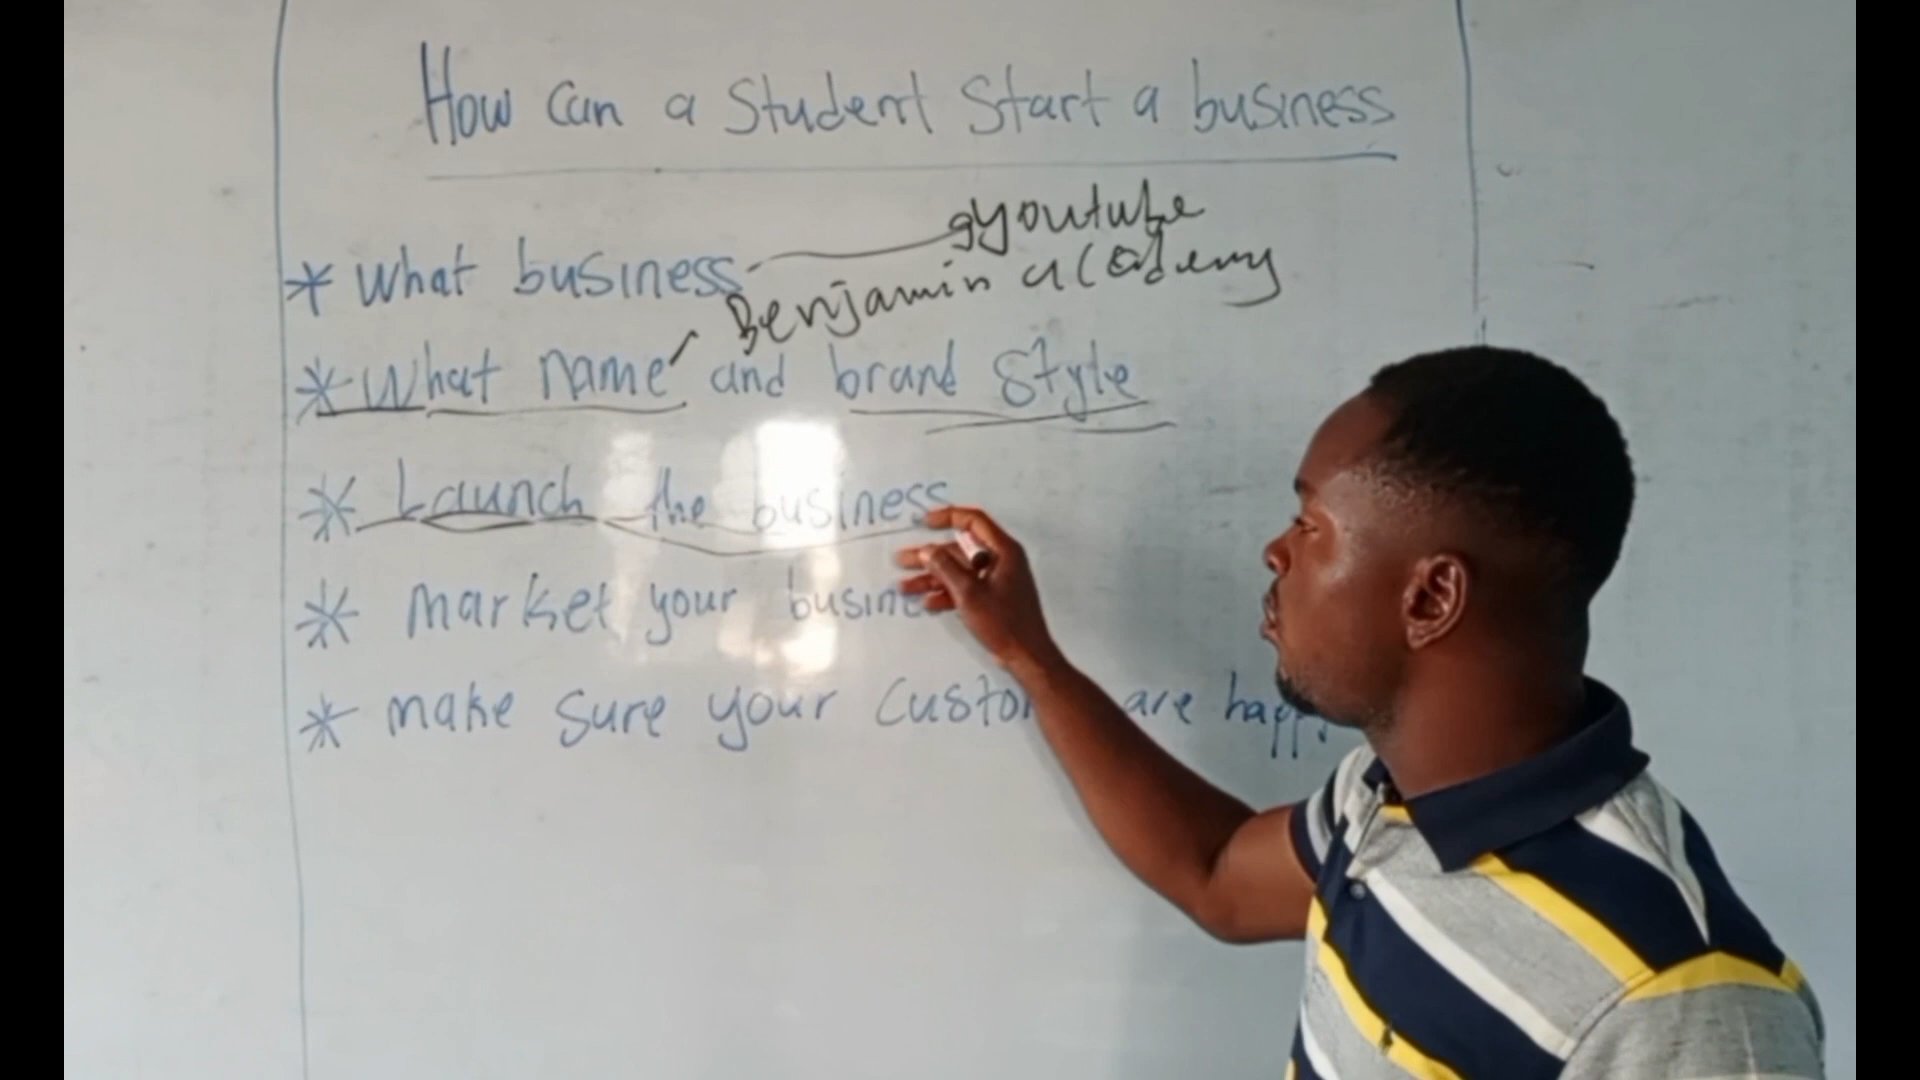 How Can a Student Start a business
youtube
* What business
Benjamin academy
* What name and brand Style
* Launch the business
* market your
* make sure your are